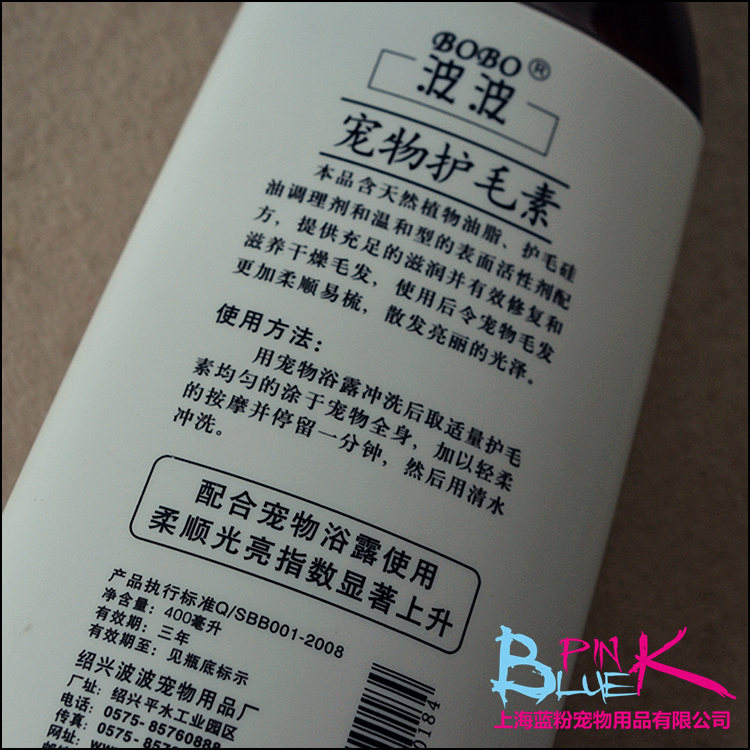 BOBO®
波波
宠物护毛素
本品含天然植物油脂、护毛硅
油调理剂和温和型的表面活性剂配
方，提供充足的滋润并有效修复和
滋养干燥毛发，使用后令宠物毛发
更加柔顺易梳，散发亮丽的光泽。
使用方法：
用宠物浴露冲洗后取适量护毛
素均匀的涂于宠物全身，加以轻柔
的按摩并停留一分钟，然后用清水
冲洗。
配合宠物浴露使用
柔顺光亮指数显著上升
产品执行标准Q/SBB001-2008
净含量：400毫升
有效期：三年
有效期至：见瓶底标示
绍兴波波宠物用品厂
厂址：绍兴平水工业园区
电话：0575-85760888
传真：0575-857
网址：
0184
BLUE PINK
上海蓝粉宠物用品有限公司